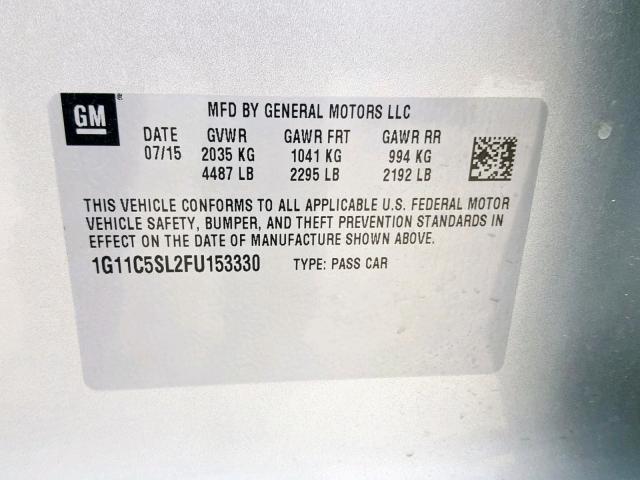 GM ®
MFD BY GENERAL MOTORS LLC
DATE GVWR GAWR FRT GAWR RR
07/15 2035 KG 1041 KG 994 KG
4487 LB 2295 LB 2192 LB
THIS VEHICLE CONFORMS TO ALL APPLICABLE U.S. FEDERAL MOTOR
VEHICLE SAFETY, BUMPER, AND THEFT PREVENTION STANDARDS IN
EFFECT ON THE DATE OF MANUFACTURE SHOWN ABOVE.
1G11C5SL2FU153330 TYPE: PASS CAR